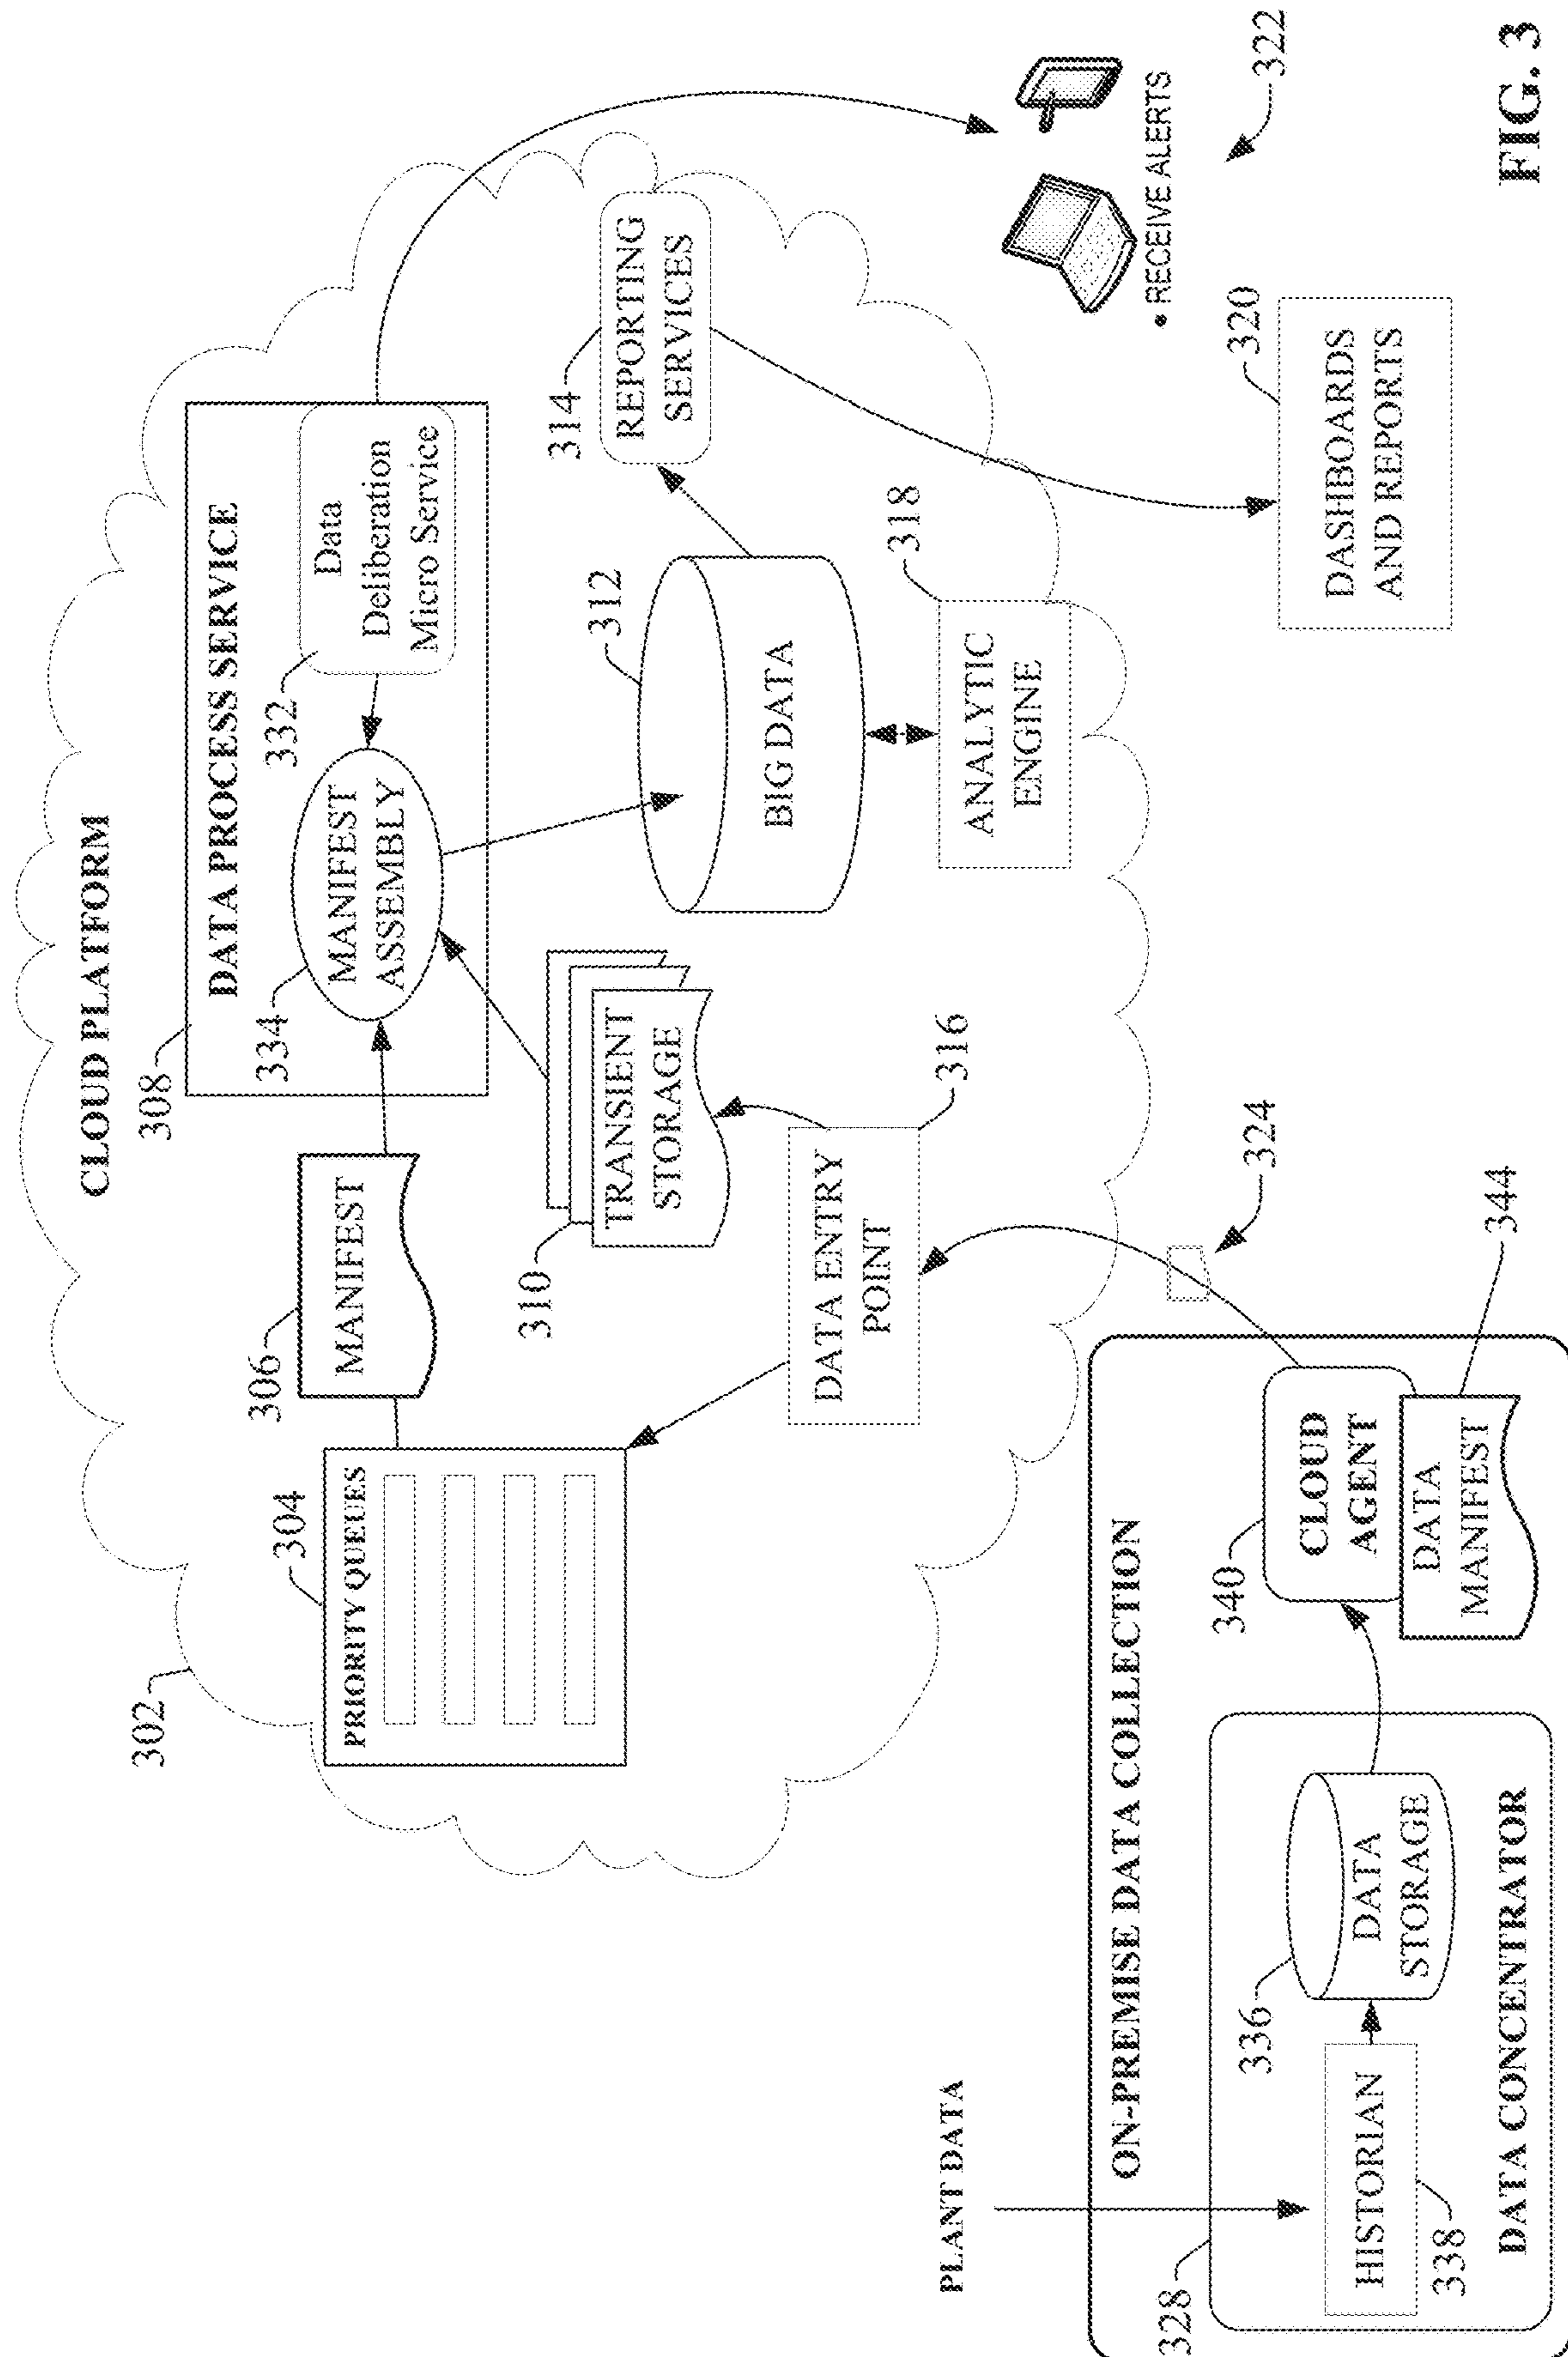 CLOUD PLATFORM
302
304
PRIORITY QUEUES
306
MANIFEST
308
DATA PROCESS SERVICE
334
MANIFEST
ASSEMBLY
332
Data
Deliberation
Micro Service
310
TRANSIENT
STORAGE
312
BIG DATA
314
REPORTING
SERVICES
DATA ENTRY
POINT
316
318
ANALYTIC
ENGINE
• RECEIVE ALERTS
322
320
DASHBOARDS
AND REPORTS
324
PLANT DATA
ON-PREMISE DATA COLLECTION
328
336
DATA
STORAGE
HISTORIAN
338
DATA CONCENTRATOR
340
CLOUD
AGENT
DATA
MANIFEST
344
FIG. 3